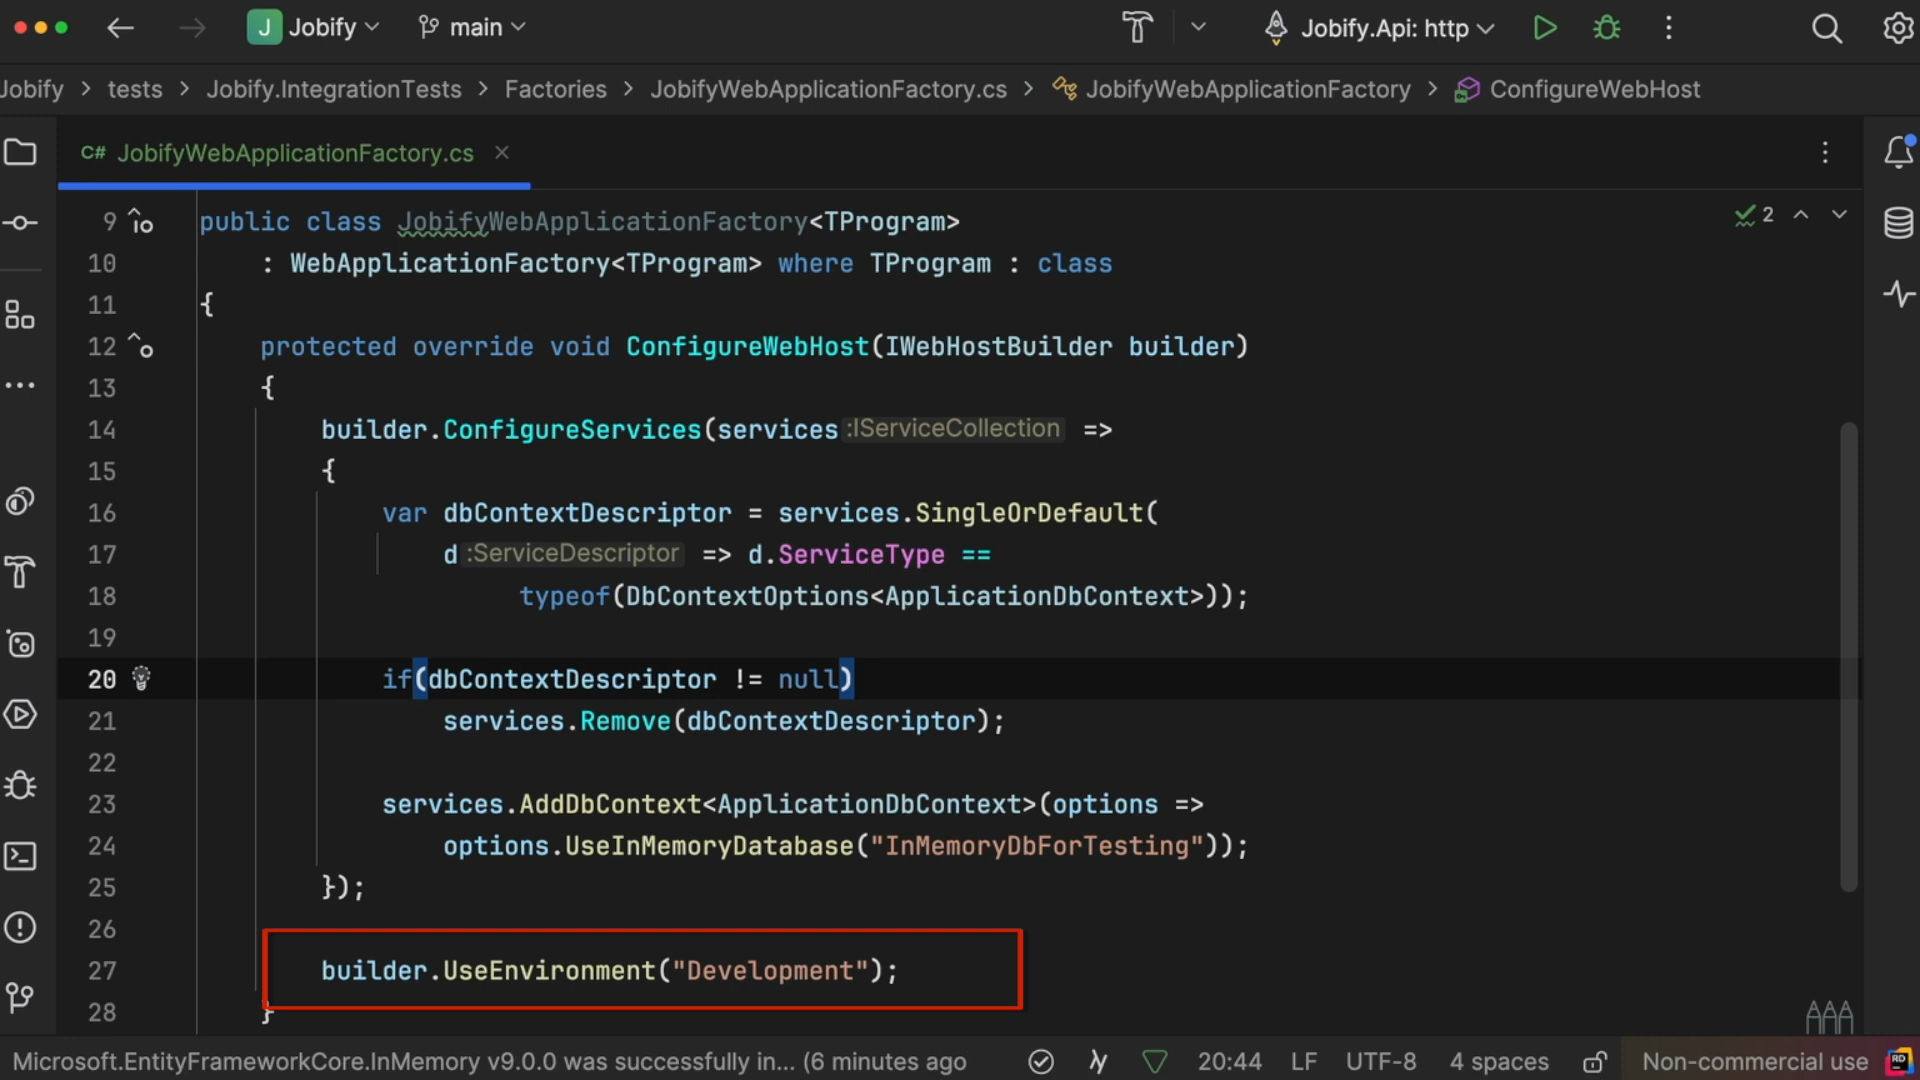 J Jobify main Jobify.Api: http
Jobify > tests > Jobify.IntegrationTests > Factories > JobifyWebApplicationFactory.cs > JobifyWebApplicationFactory > ConfigureWebHost
C# JobifyWebApplicationFactory.cs
2
9 public class JobifyWebApplicationFactory<TProgram>
10 : WebApplicationFactory<TProgram> where TProgram : class
11 {
12 protected override void ConfigureWebHost(IWebHostBuilder builder)
13 {
14 builder.ConfigureServices(services :IServiceCollection =>
15 {
16 var dbContextDescriptor = services.SingleOrDefault(
17 d :ServiceDescriptor => d.ServiceType ==
18 typeof(DbContextOptions<ApplicationDbContext>));
19
20 if(dbContextDescriptor != null)
21 services.Remove(dbContextDescriptor);
22
23 services.AddDbContext<ApplicationDbContext>(options =>
24 options.UseInMemoryDatabase("InMemoryDbForTesting"));
25 });
26
27 builder.UseEnvironment("Development");
28 }
Microsoft.EntityFrameworkCore.InMemory v9.0.0 was successfully in... (6 minutes ago 20:44 LF UTF-8 4 spaces Non-commercial use RD